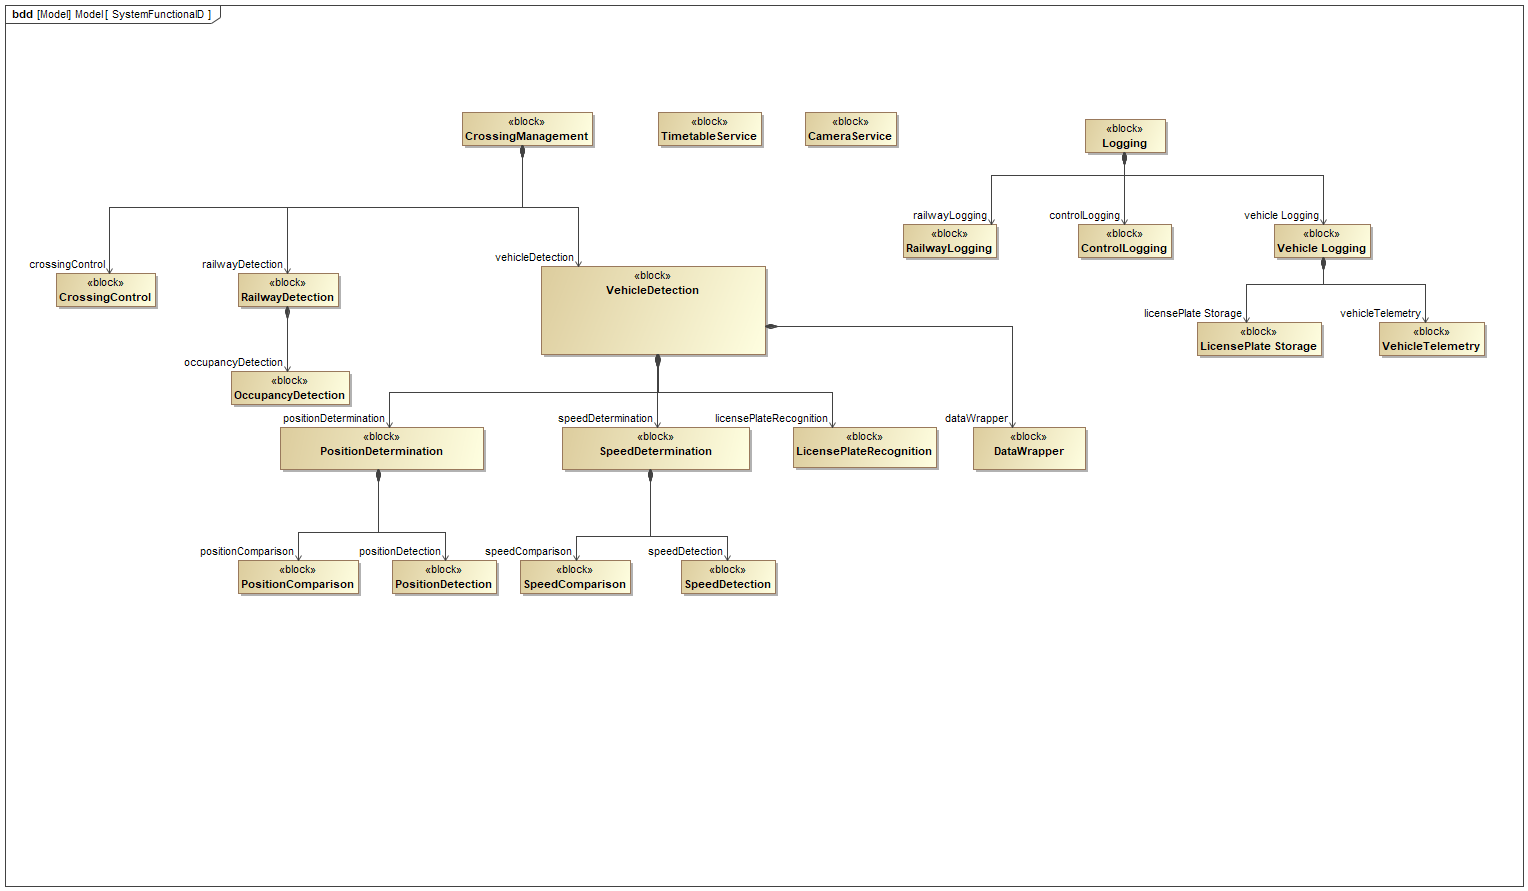 bdd [Model] Model [ SystemFunctionalD ]
«block»
CrossingManagement
«block»
TimetableService
«block»
CameraService
«block»
Logging
railwayLogging
«block»
RailwayLogging
controlLogging
«block»
ControlLogging
vehicle Logging
«block»
Vehicle Logging
crossingControl
«block»
CrossingControl
railwayDetection
«block»
RailwayDetection
vehicleDetection
«block»
VehicleDetection
licensePlate Storage
«block»
LicensePlate Storage
vehicleTelemetry
«block»
VehicleTelemetry
occupancyDetection
«block»
OccupancyDetection
positionDetermination
«block»
PositionDetermination
speedDetermination
«block»
SpeedDetermination
licensePlateRecognition
«block»
LicensePlateRecognition
dataWrapper
«block»
DataWrapper
positionComparison
«block»
PositionComparison
positionDetection
«block»
PositionDetection
speedComparison
«block»
SpeedComparison
speedDetection
«block»
SpeedDetection